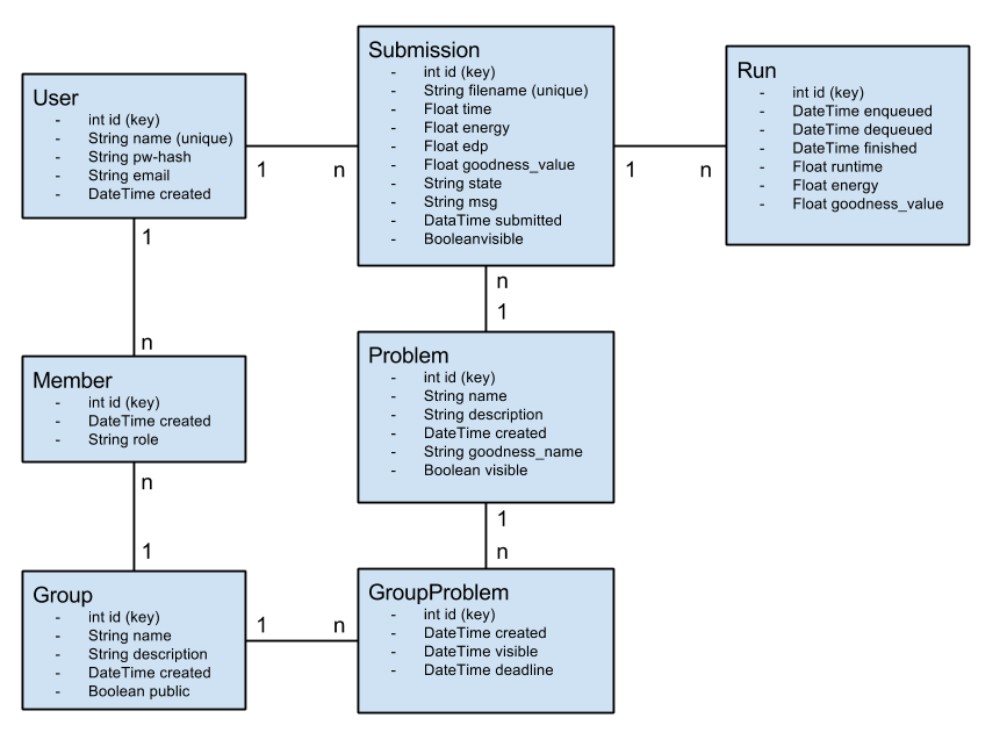 User
- int id (key)
- String name (unique)
- String pw-hash
- String email
- DateTime created
1
n
Submission
- int id (key)
- String filename (unique)
- Float time
- Float energy
- Float edp
- Float goodness_value
- String state
- String msg
- DataTime submitted
- Booleanvisible
1
n
Run
- int id (key)
- DateTime enqueued
- DateTime dequeued
- DateTime finished
- Float runtime
- Float energy
- Float goodness_value
1
n
Member
- int id (key)
- DateTime created
- String role
n
1
n
1
Problem
- int id (key)
- String name
- String description
- DateTime created
- String goodness_name
- Boolean visible
1
n
Group
- int id (key)
- String name
- String description
- DateTime created
- Boolean public
1
n
GroupProblem
- int id (key)
- DateTime created
- DateTime visible
- DateTime deadline